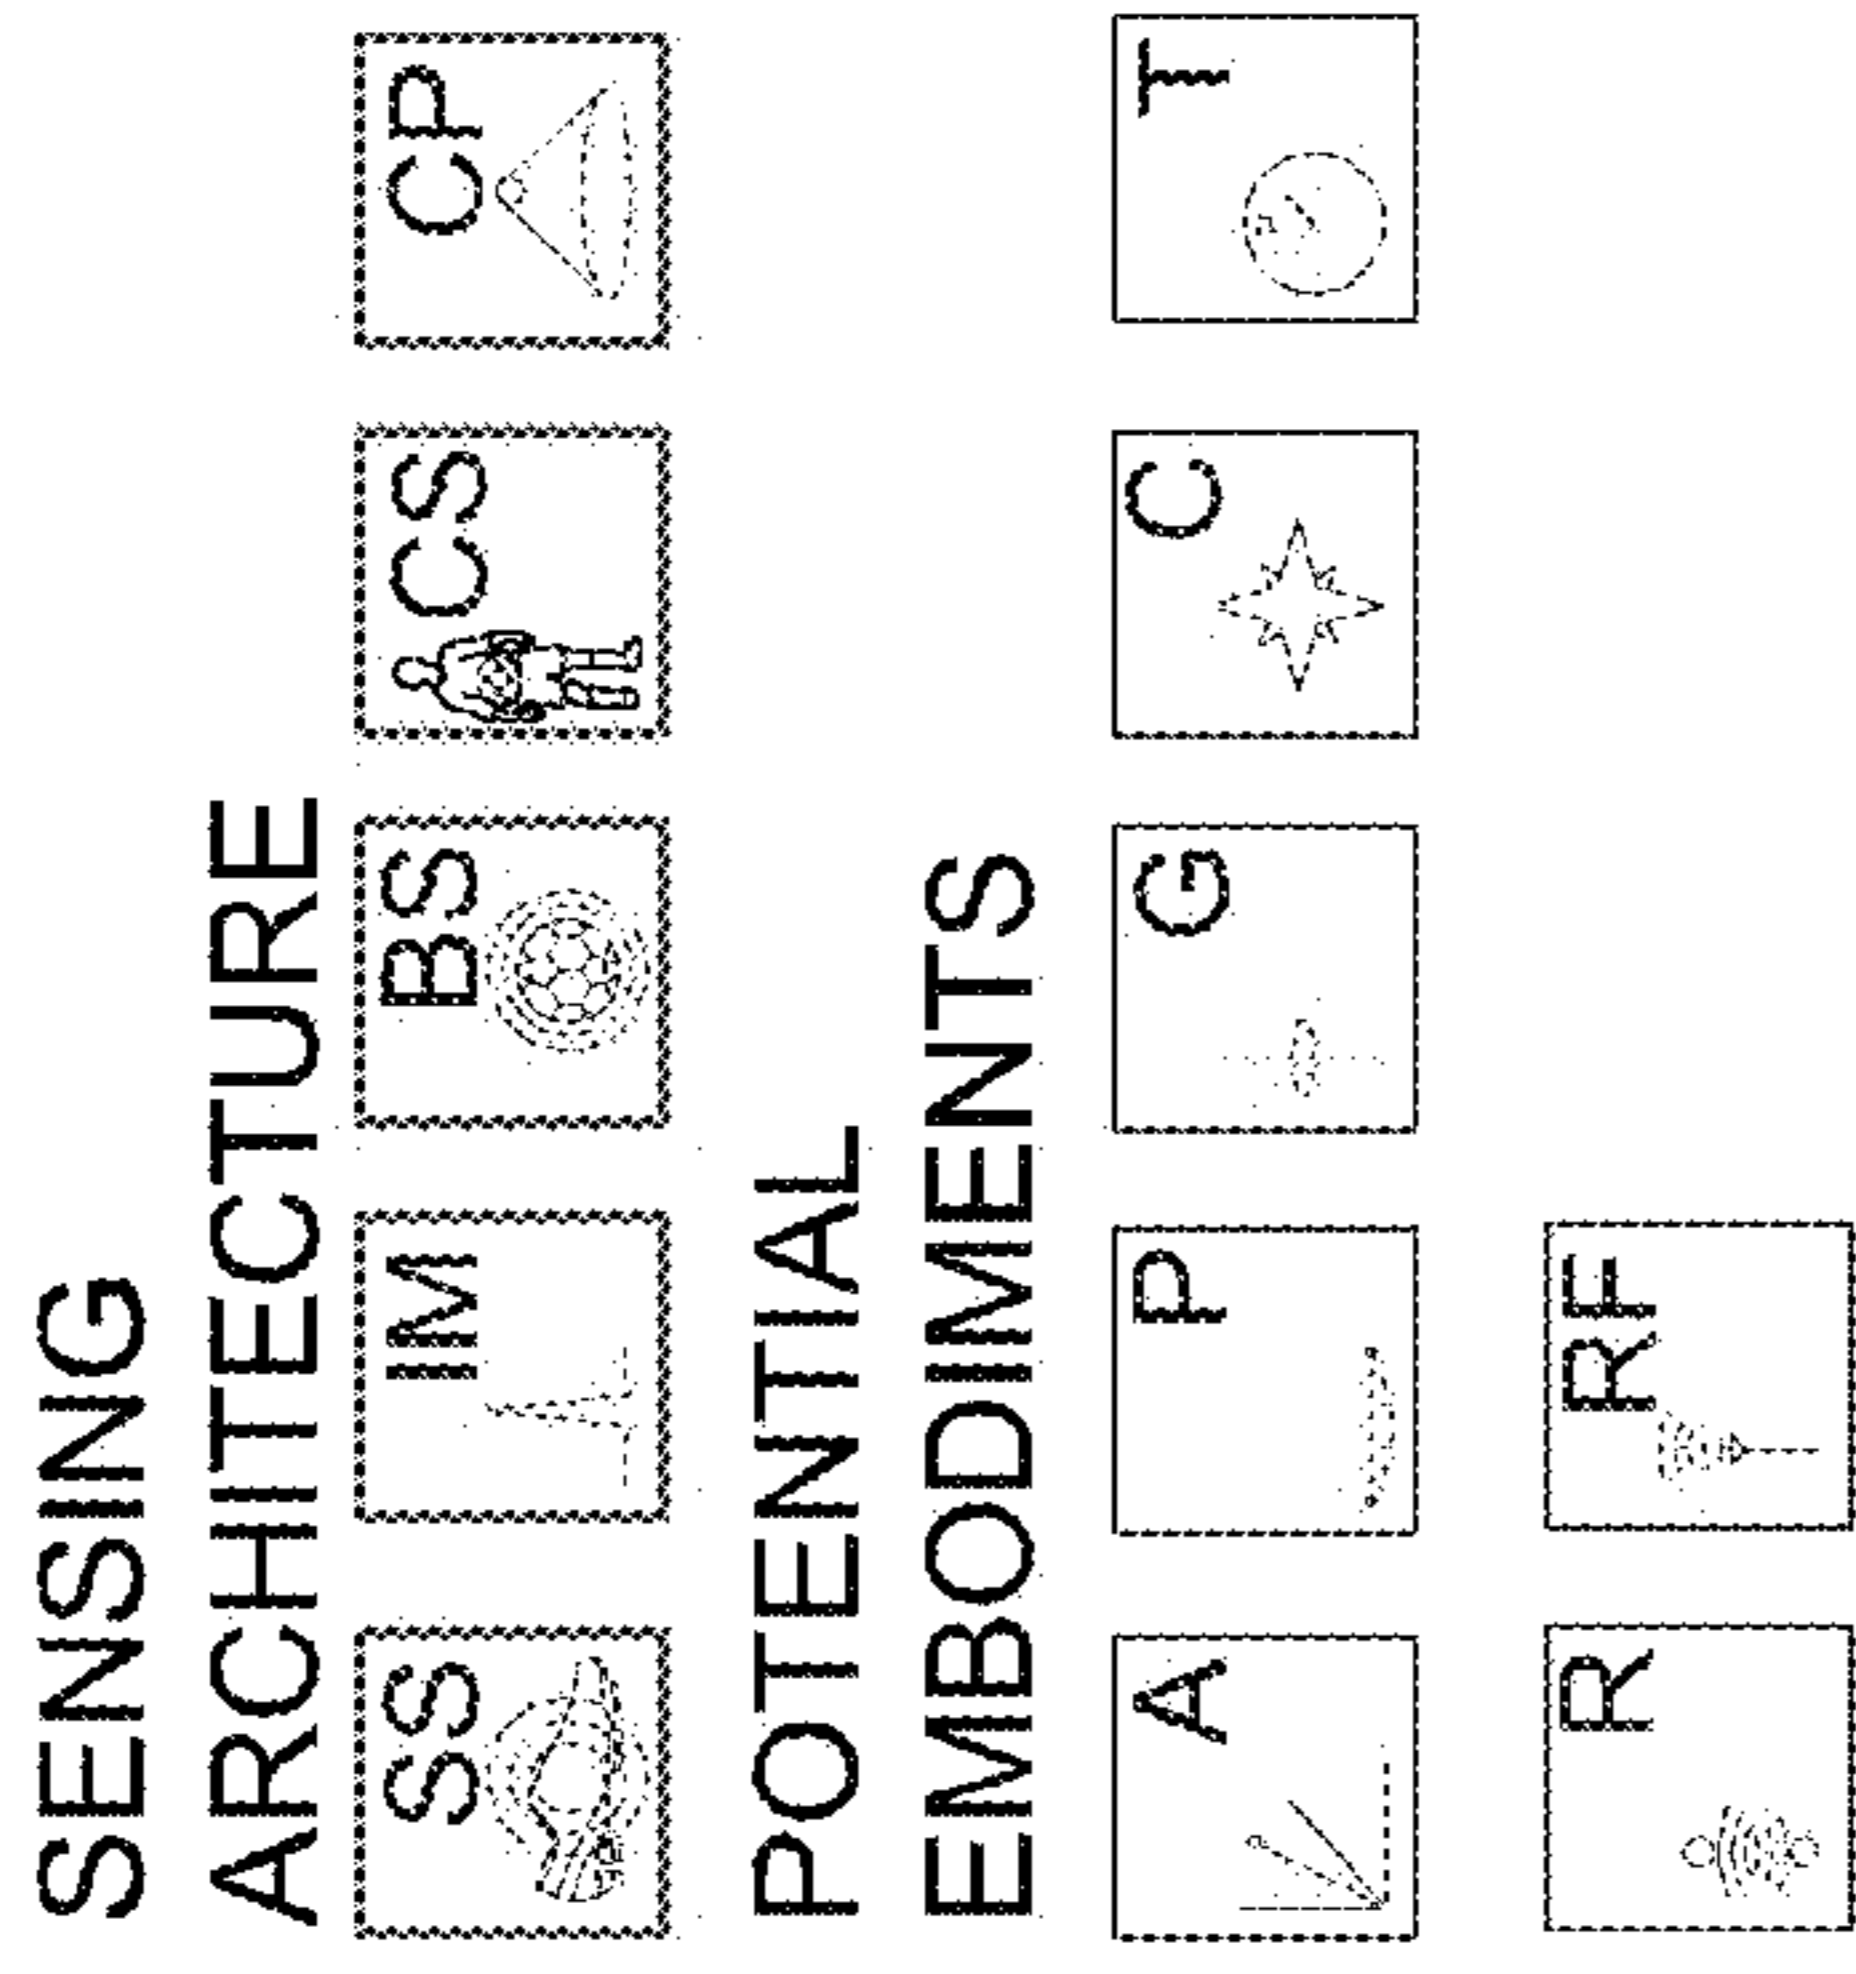 SENSING
ARCHITECTURE
SS IM BS CS CP
POTENTIAL
EMBODIMENTS
A P G C T
R RF